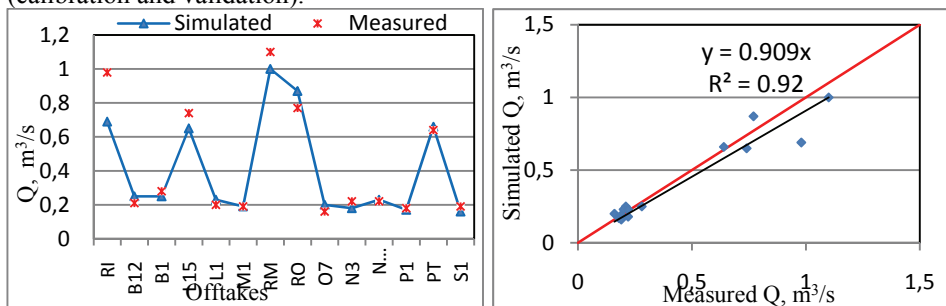 (calibration and validation).
Simulated
Measured
1,2
1
0,8
0,6
0,4
0,2
0
Q, m³/s
RI
B12
B1
J15
L1
M1
RM
RO
O7
N3
N...
P1
PT
S1
Offtakes
y = 0.909x
R² = 0.92
1,5
1
0,5
0
Simulated Q, m³/s
0
0,5
1
1,5
Measured Q, m³/s